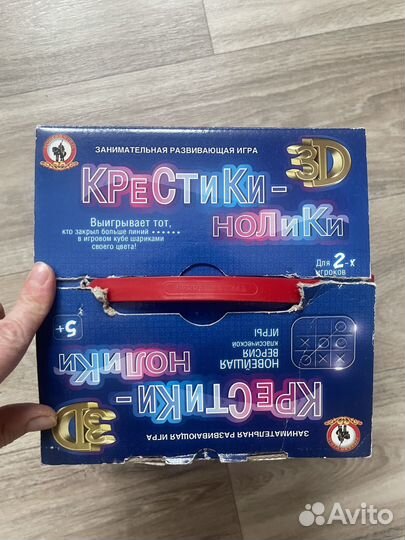 ЗАНИМАТЕЛЬНАЯ РАЗВИВАЮЩАЯ ИГРА
3D
КРЕСТИКИ-
НОЛИКИ
Выигрывает тот,
кто закрыл больше линий
в игровом кубе шариками
своего цвета!
Для 2-х
игроков
5+
НОВЕЙШАЯ
ВЕРСИЯ
КЛАССИЧЕСКОЙ
ИГРЫ
КРЕСТИКИ-
НОЛИКИ
3D
ЗАНИМАТЕЛЬНАЯ РАЗВИВАЮЩАЯ ИГРА
Avito